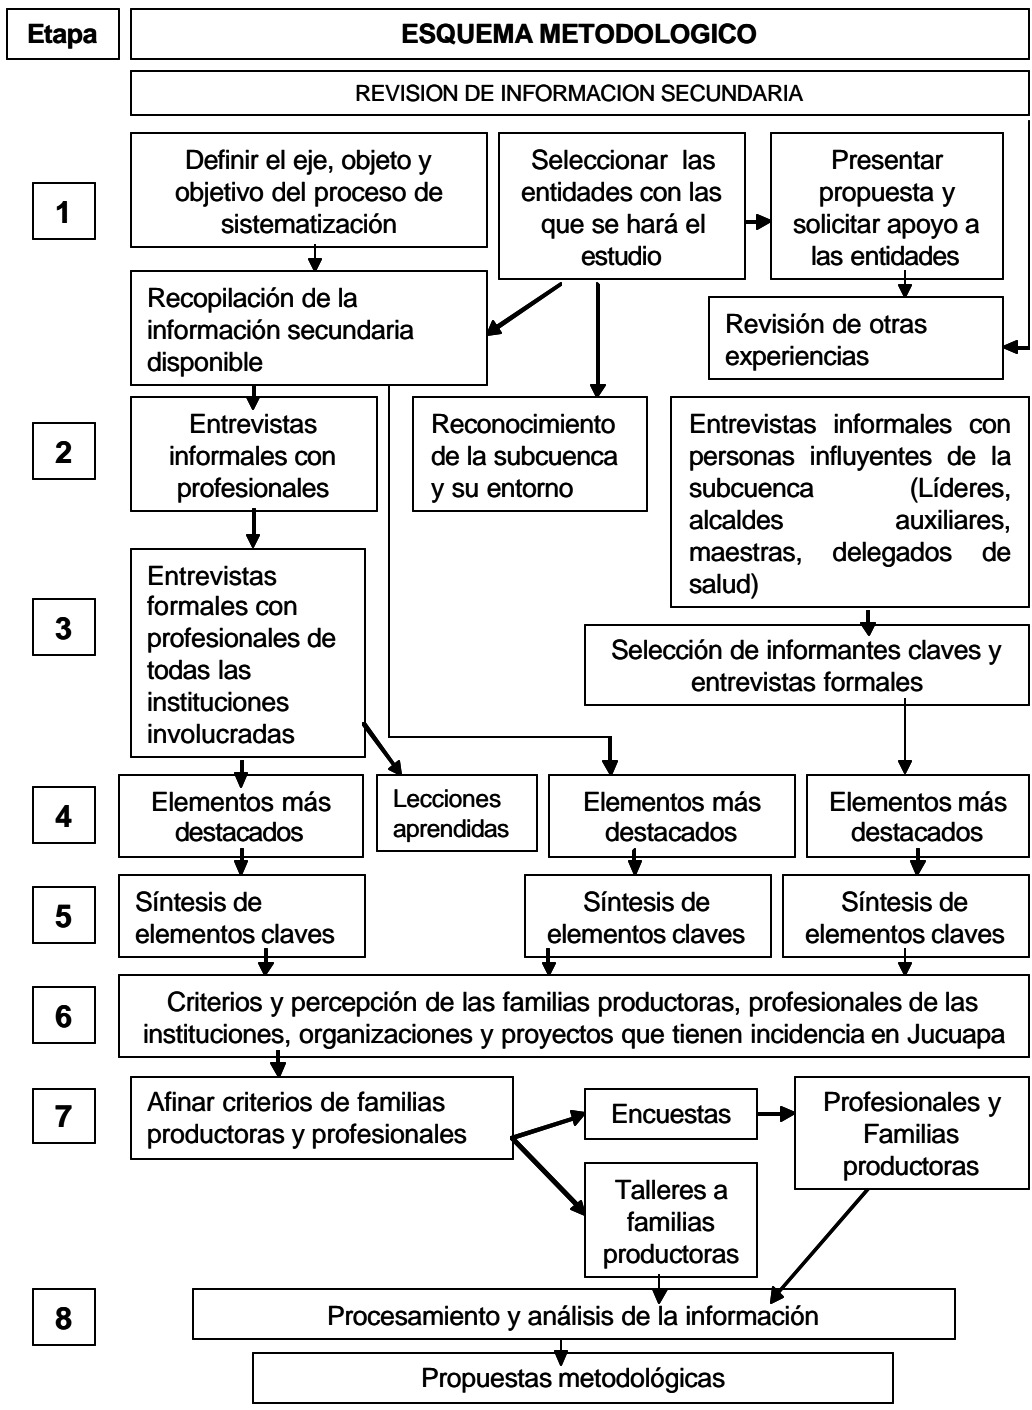 Etapa
ESQUEMA METODOLOGICO
REVISION DE INFORMACION SECUNDARIA
1
Definir el eje, objeto y
objetivo del proceso de
sistematización
Seleccionar las
entidades con las
que se hará el
estudio
Presentar
propuesta y
solicitar apoyo a
las entidades
Recopilación de la
información secundaria
disponible
Revisión de otras
experiencias
2
Entrevistas
informales con
profesionales
Reconocimiento
de la subcuenca
y su entorno
Entrevistas informales con
personas influyentes de la
subcuenca (Líderes,
alcaldes auxiliares,
maestras, delegados de
salud)
3
Entrevistas
formales con
profesionales de
todas las
instituciones
involucradas
Selección de informantes claves y
entrevistas formales
4
Elementos más
destacados
Lecciones
aprendidas
Elementos más
destacados
Elementos más
destacados
5
Síntesis de
elementos claves
Síntesis de
elementos claves
Síntesis de
elementos claves
6
Criterios y percepción de las familias productoras, profesionales de las
instituciones, organizaciones y proyectos que tienen incidencia en Jucuapa
7
Afinar criterios de familias
productoras y profesionales
Encuestas
Profesionales y
Familias
productoras
Talleres a
familias
productoras
8
Procesamiento y análisis de la información
Propuestas metodológicas